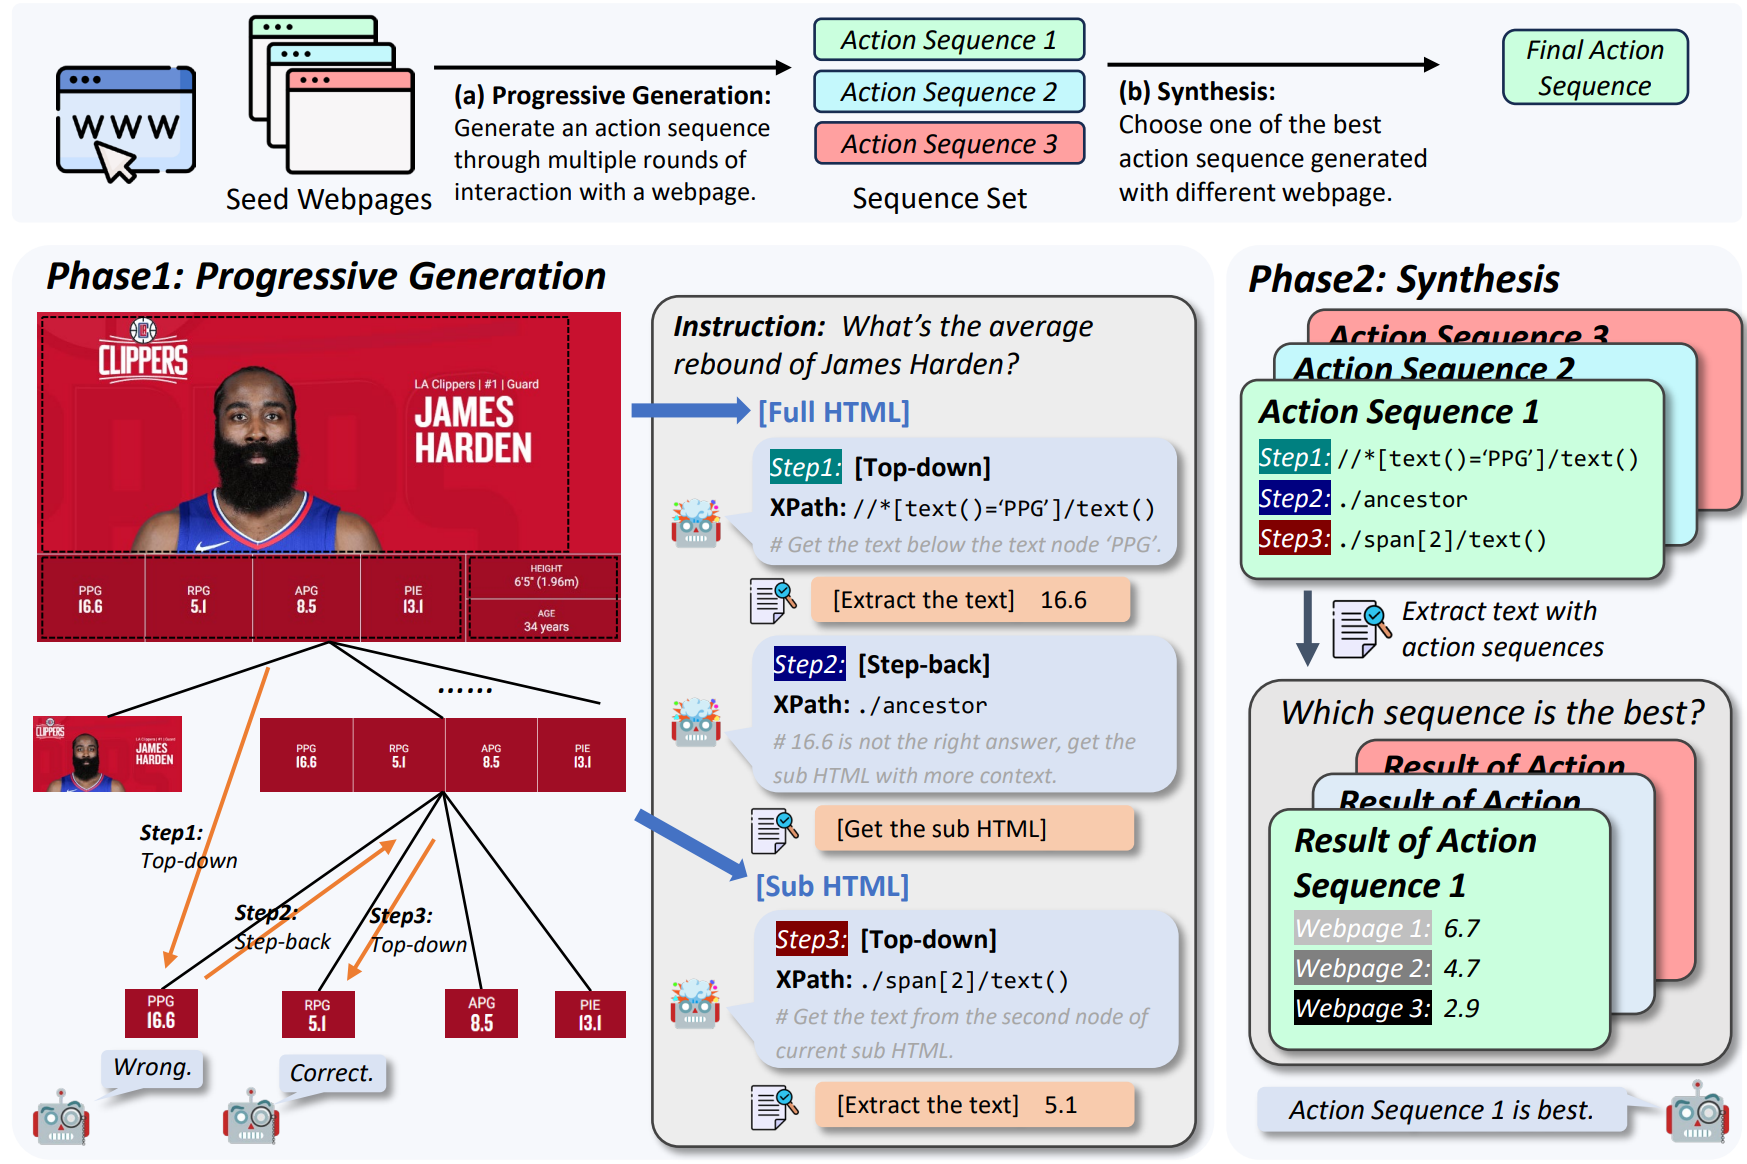 WWW
Seed Webpages
(a) Progressive Generation:
Generate an action sequence
through multiple rounds of
interaction with a webpage.
Action Sequence 1
Action Sequence 2
Action Sequence 3
Sequence Set
(b) Synthesis:
Choose one of the best
action sequence generated
with different webpage.
Final Action
Sequence
Phase1: Progressive Generation
CLIPPERS
LA Clippers | #1 | Guard
JAMES
HARDEN
PPG
16.6
RPG
5.1
APG
8.5
PIE
13.1
HEIGHT
6'5" (1.96m)
AGE
34 years
......
CLIPPERS
LA Clippers | #1 | Guard
JAMES
HARDEN
PPG
16.6
RPG
5.1
APG
8.5
PIE
13.1
Step1:
Top-down
Step2:
Step-back
Step3:
Top-down
PPG
16.6
RPG
5.1
APG
8.5
PIE
13.1
Wrong.
Correct.
Instruction: What's the average
rebound of James Harden?
[Full HTML]
Step1: [Top-down]
XPath: //*[text()=‘PPG’]/text()
# Get the text below the text node ‘PPG’.
[Extract the text] 16.6
Step2: [Step-back]
XPath: ./ancestor
# 16.6 is not the right answer, get the
sub HTML with more context.
[Get the sub HTML]
[Sub HTML]
Step3: [Top-down]
XPath: ./span[2]/text()
# Get the text from the second node of
current sub HTML.
[Extract the text] 5.1
Phase2: Synthesis
Action Sequence 3
Action Sequence 2
Action Sequence 1
Step1: //*[text()=‘PPG’]/text()
Step2: ./ancestor
Step3: ./span[2]/text()
Extract text with
action sequences
Which sequence is the best?
Result of Action
Result of Action
Result of Action
Sequence 1
Webpage 1: 6.7
Webpage 2: 4.7
Webpage 3: 2.9
Action Sequence 1 is best.